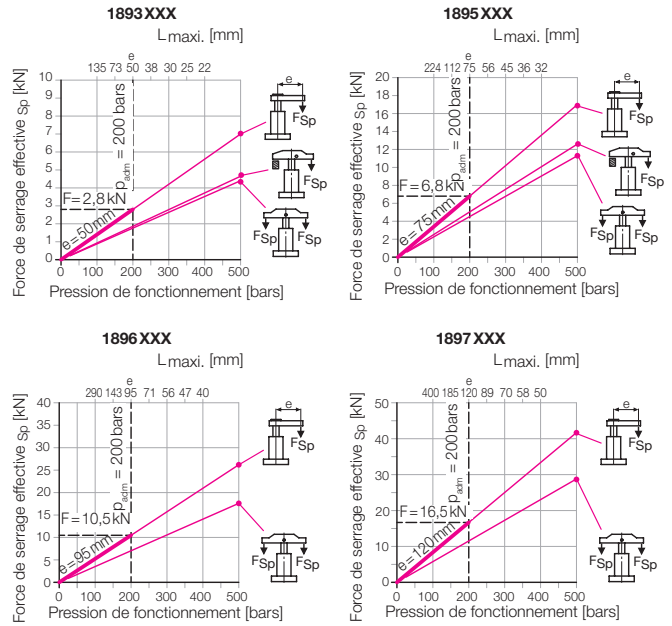 1893XXX
Lmaxi. [mm]
e
135 73 50 38 30 25 22
Force de serrage effective Sp [kN]
10
9
8
7
6
5
4
3
2
1
0
padm = 200 bars
F=2,8kN
e=50mm
e
FSp
FSp
FSp FSp
0 100 200 300 400 500
Pression de fonctionnement [bars]
1895XXX
Lmaxi. [mm]
e
224 112 75 56 45 36 32
Force de serrage effective Sp [kN]
20
18
16
14
12
10
8
6
4
2
0
padm = 200 bars
F=6,8kN
e=75mm
e
FSp
FSp
FSp FSp
0 100 200 300 400 500
Pression de fonctionnement [bars]
1896XXX
Lmaxi. [mm]
e
290 143 95 71 56 47 40
Force de serrage effective Sp [kN]
40
35
30
25
20
15
10
5
0
padm = 200 bars
F=10,5kN
e=95mm
e
FSp
FSp FSp
0 100 200 300 400 500
Pression de fonctionnement [bars]
1897XXX
Lmaxi. [mm]
e
400 185 120 89 70 58 50
Force de serrage effective Sp [kN]
50
40
30
20
10
0
padm = 200 bars
F=16,5kN
e=120mm
e
FSp
FSp FSp
0 100 200 300 400 500
Pression de fonctionnement [bars]